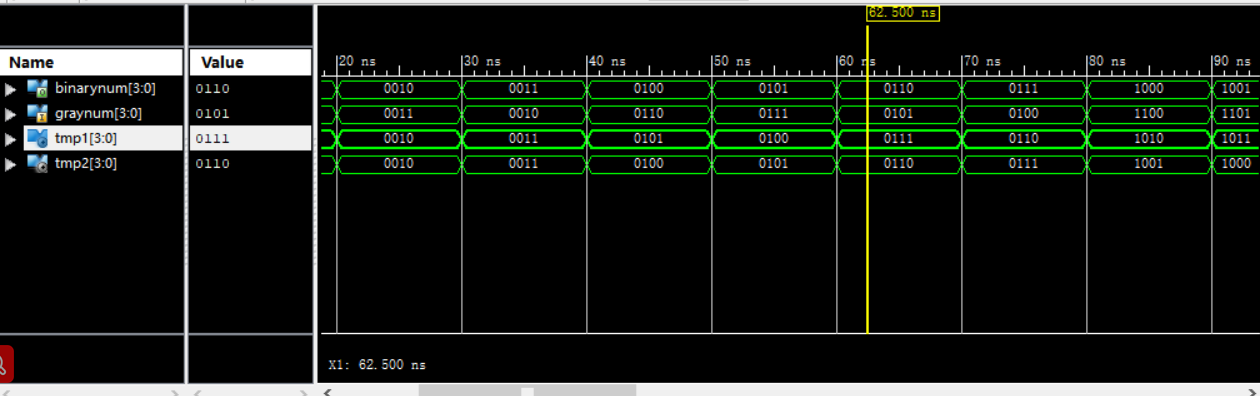 62.500 ns
Name Value
20 ns 30 ns 40 ns 50 ns 60 ns 70 ns 80 ns 90 ns
binarynum[3:0] 0110 0010 0011 0100 0101 0110 0111 1000 1001
graynum[3:0] 0101 0011 0010 0110 0111 0101 0100 1100 1101
tmp1[3:0] 0111 0010 0011 0101 0100 0111 0110 1010 1011
tmp2[3:0] 0110 0010 0011 0100 0101 0110 0111 1001 1000
X1: 62.500 ns